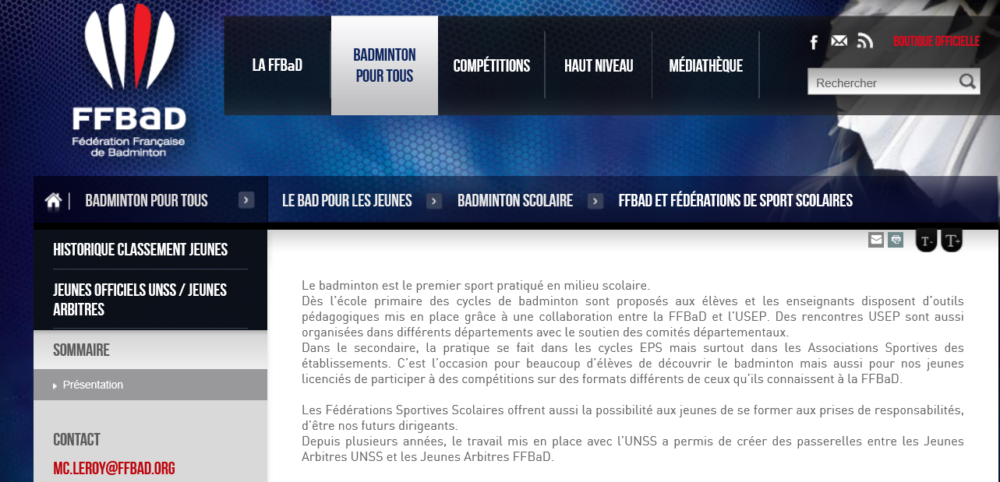 FFBaD
Fédération Française
de Badminton
LA FFBaD
BADMINTON
POUR TOUS
COMPÉTITIONS
HAUT NIVEAU
MÉDIATHÈQUE
BOUTIQUE OFFICIELLE
Rechercher
BADMINTON POUR TOUS
LE BAD POUR LES JEUNES
BADMINTON SCOLAIRE
FFBAD ET FÉDÉRATIONS DE SPORT SCOLAIRES
HISTORIQUE CLASSEMENT JEUNES
JEUNES OFFICIELS UNSS / JEUNES
ARBITRES
SOMMAIRE
Présentation
CONTACT
MC.LEROY@FFBAD.ORG
T-
T+
Le badminton est le premier sport pratiqué en milieu scolaire.
Dès l'école primaire des cycles de badminton sont proposés aux élèves et les enseignants disposent d'outils
pédagogiques mis en place grâce à une collaboration entre la FFBaD et l'USEP. Des rencontres USEP sont aussi
organisées dans différents départements avec le soutien des comités départementaux.
Dans le secondaire, la pratique se fait dans les cycles EPS mais surtout dans les Associations Sportives des
établissements. C'est l'occasion pour beaucoup d'élèves de découvrir le badminton mais aussi pour nos jeunes
licenciés de participer à des compétitions sur des formats différents de ceux qu'ils connaissent à la FFBaD.
Les Fédérations Sportives Scolaires offrent aussi la possibilité aux jeunes de se former aux prises de responsabilités,
d'être nos futurs dirigeants.
Depuis plusieurs années, le travail mis en place avec l'UNSS a permis de créer des passerelles entre les Jeunes
Arbitres UNSS et les Jeunes Arbitres FFBaD.